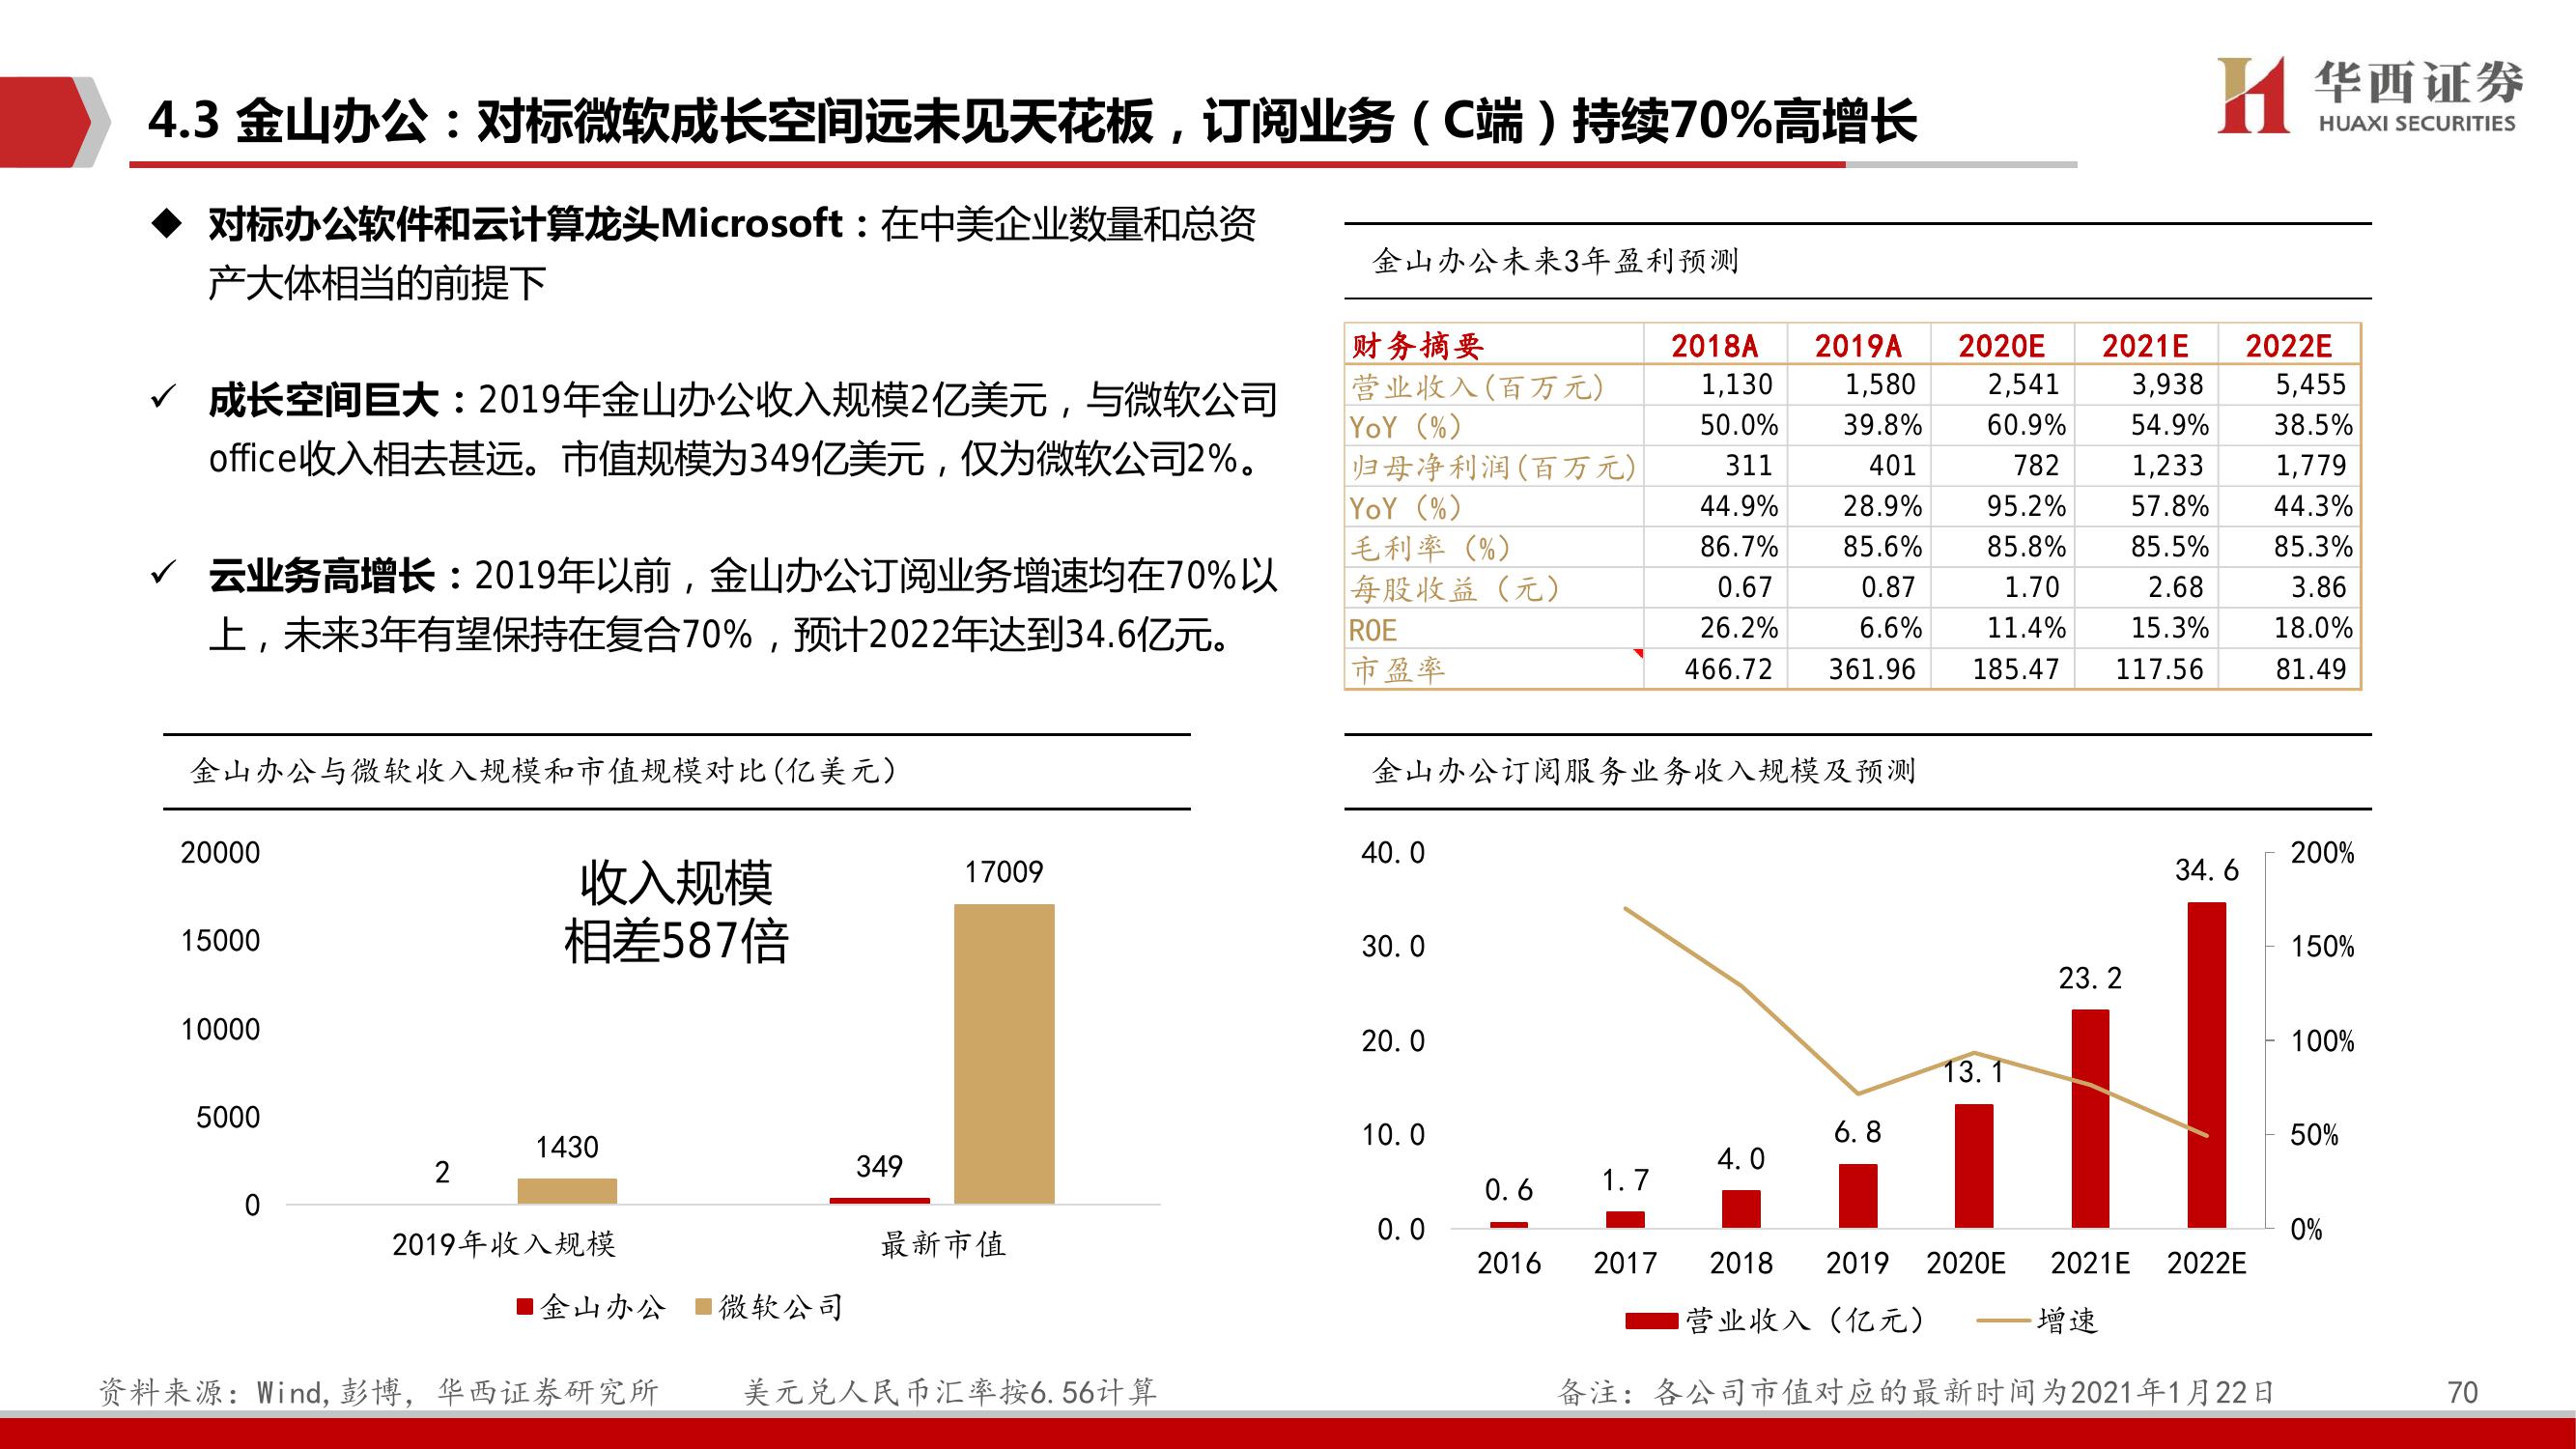 4.3 金山办公：对标微软成长空间远未见天花板，订阅业务（C端）持续70%高增长
华西证券
HUAXI SECURITIES
◆ 对标办公软件和云计算龙头Microsoft：在中美企业数量和总资
产大体相当的前提下
✓ 成长空间巨大：2019年金山办公收入规模2亿美元，与微软公司
office收入相去甚远。市值规模为349亿美元，仅为微软公司2%。
✓ 云业务高增长：2019年以前，金山办公订阅业务增速均在70%以
上，未来3年有望保持在复合70%，预计2022年达到34.6亿元。
金山办公未来3年盈利预测
财务摘要 2018A 2019A 2020E 2021E 2022E
营业收入(百万元) 1,130 1,580 2,541 3,938 5,455
YoY（%） 50.0% 39.8% 60.9% 54.9% 38.5%
归母净利润(百万元) 311 401 782 1,233 1,779
YoY（%） 44.9% 28.9% 95.2% 57.8% 44.3%
毛利率（%） 86.7% 85.6% 85.8% 85.5% 85.3%
每股收益（元） 0.67 0.87 1.70 2.68 3.86
ROE 26.2% 6.6% 11.4% 15.3% 18.0%
市盈率 466.72 361.96 185.47 117.56 81.49
金山办公与微软收入规模和市值规模对比(亿美元）
20000
15000
10000
5000
0
收入规模
相差587倍
2 1430 349 17009
2019年收入规模 最新市值
金山办公 微软公司
金山办公订阅服务业务收入规模及预测
40.0
30.0
20.0
10.0
0.0
0.6 1.7 4.0 6.8 13.1 23.2 34.6
200%
150%
100%
50%
0%
2016 2017 2018 2019 2020E 2021E 2022E
营业收入（亿元） 增速
资料来源：Wind,彭博，华西证券研究所 美元兑人民币汇率按6.56计算
备注：各公司市值对应的最新时间为2021年1月22日
70